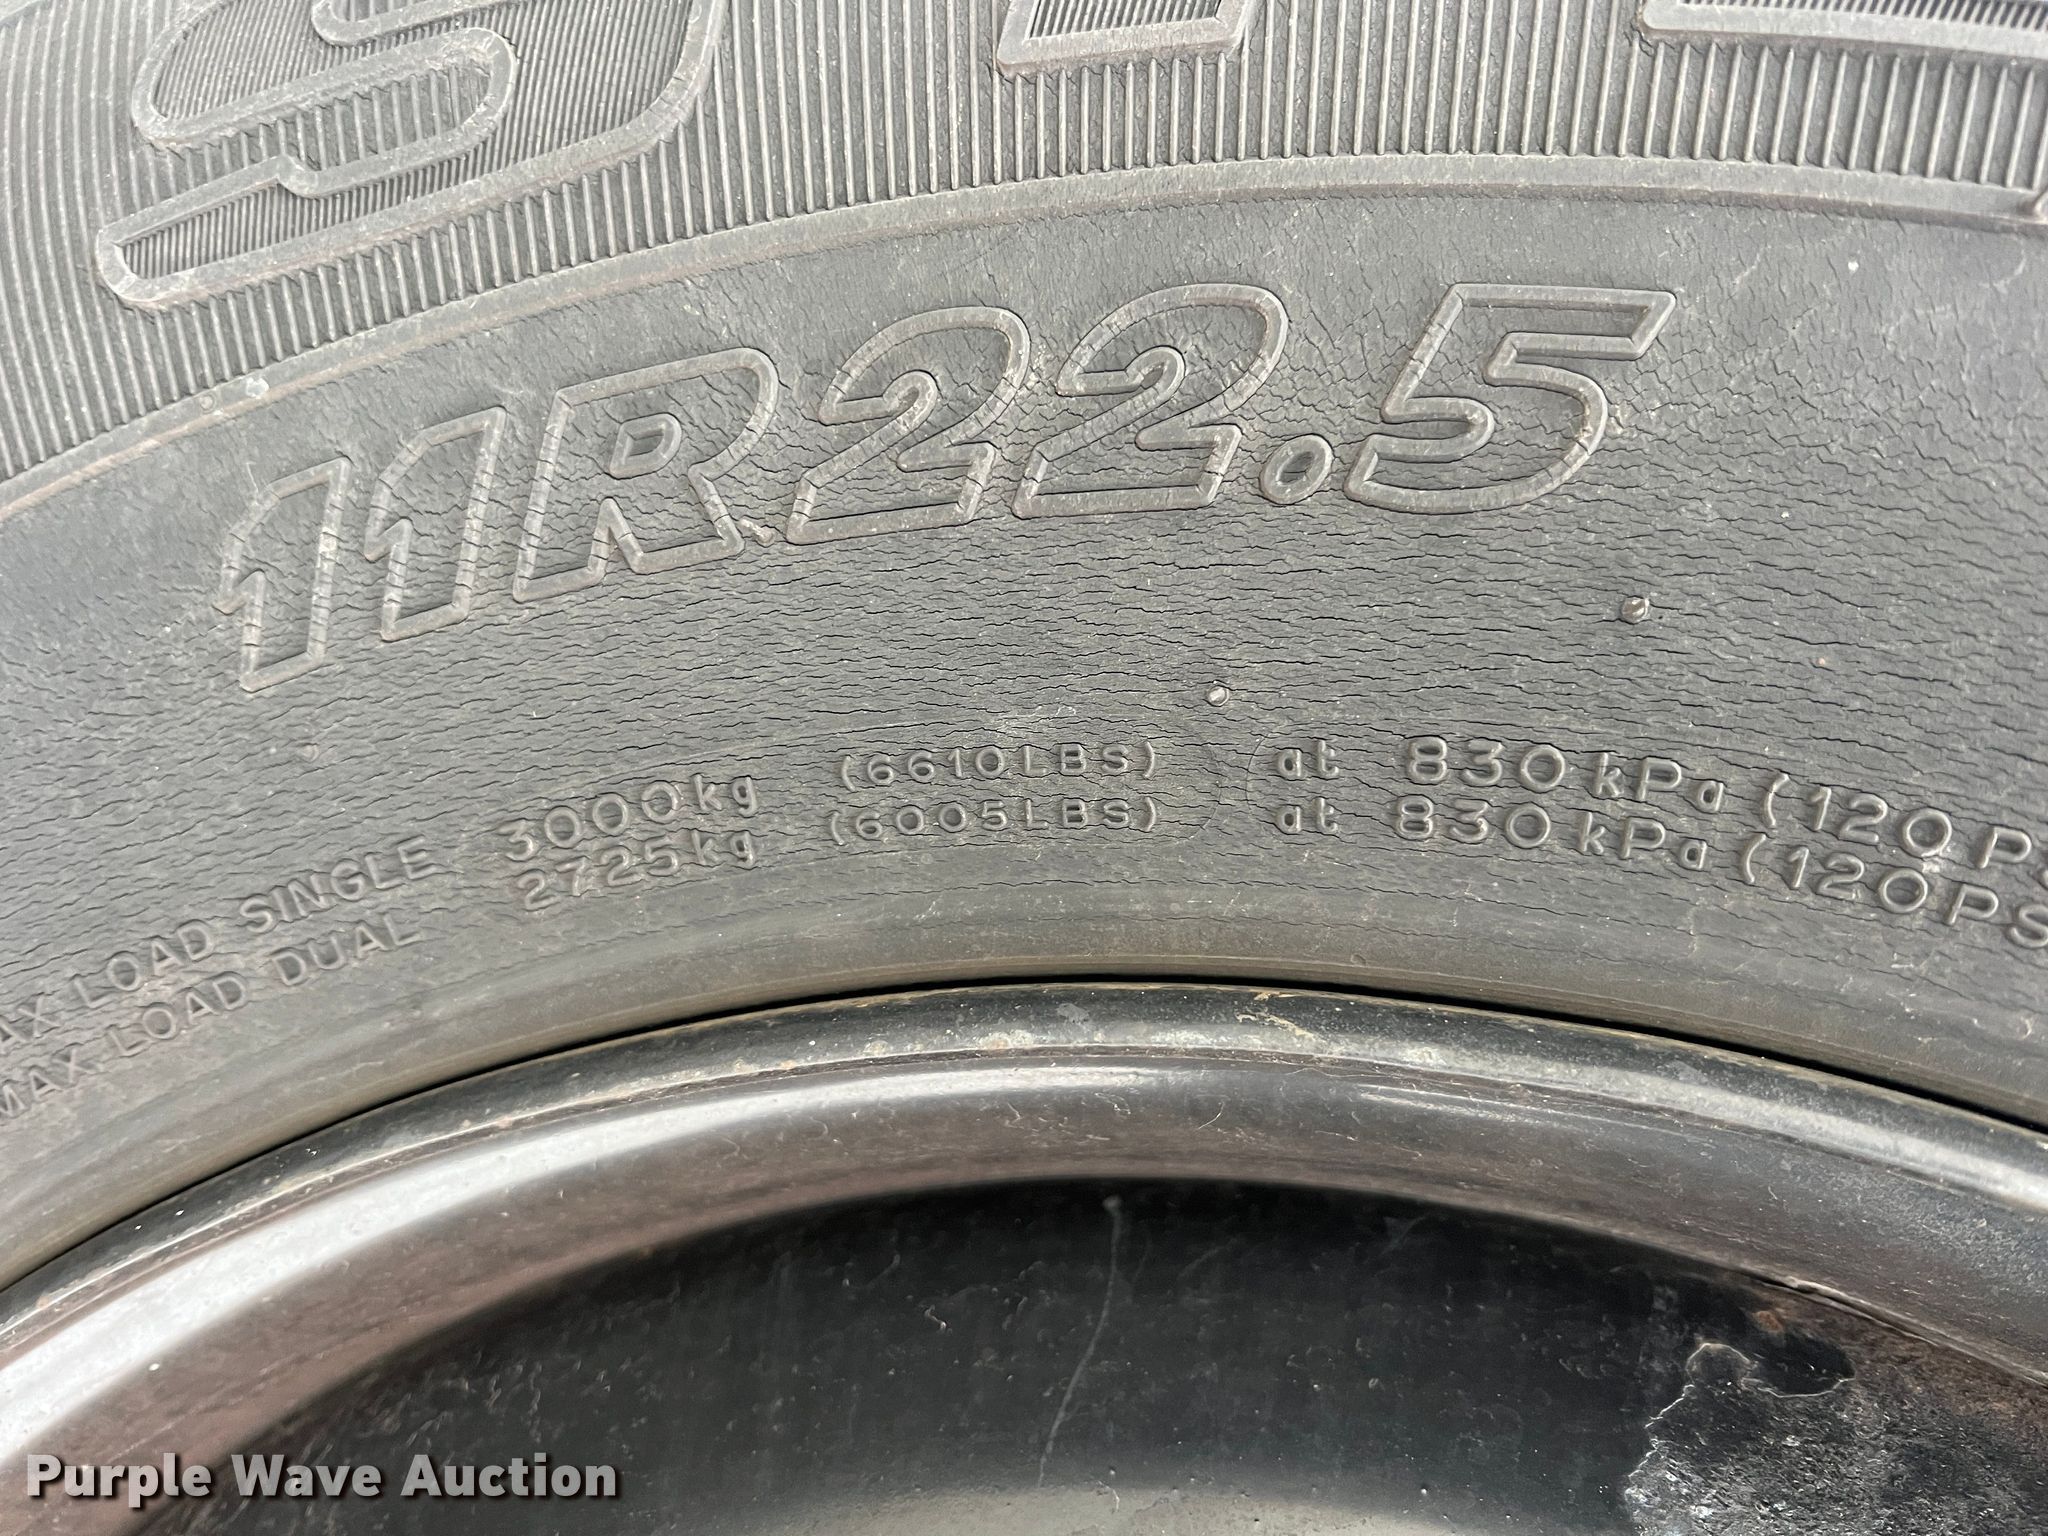 11R22.5
MAX LOAD SINGLE 3000kg (6610LBS) at 830kPa (120PS
MAX LOAD DUAL 2725kg (6005LBS) at 830kPa (120PS
Purple Wave Auction